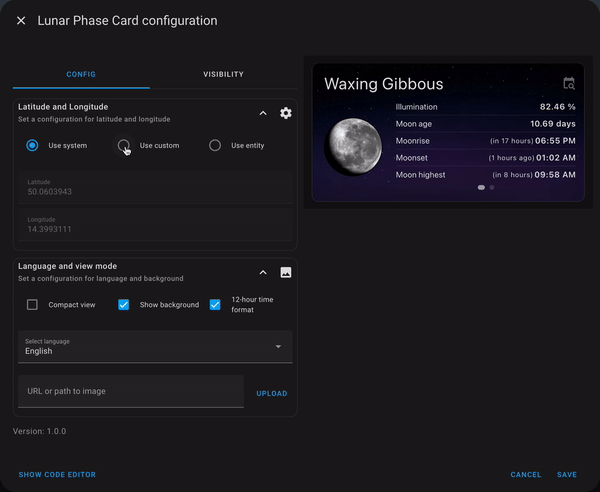 Lunar Phase Card configuration
CONFIG
VISIBILITY
Latitude and Longitude
Set a configuration for latitude and longitude
Use system
Use custom
Use entity
Latitude
50.0603943
Longitude
14.3993111
Language and view mode
Set a configuration for language and background
Compact view
Show background
12-hour time
format
Select language
English
URL or path to image
UPLOAD
Version: 1.0.0
SHOW CODE EDITOR
CANCEL
SAVE
Waxing Gibbous
Illumination 82.46 %
Moon age 10.69 days
Moonrise (in 17 hours) 06:55 PM
Moonset (1 hours ago) 01:02 AM
Moon highest (in 8 hours) 09:58 AM